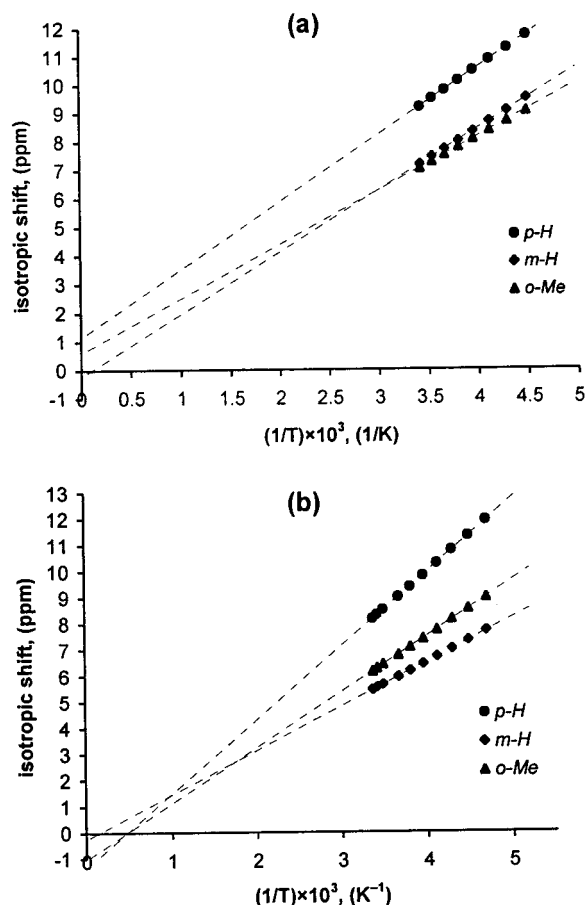 (a)
isotropic shift, (ppm)
12
11
10
9
8
7
6
5
4
3
2
1
0
-1
0 0.5 1 1.5 2 2.5 3 3.5 4 4.5 5
p-H
m-H
o-Me
(1/T)×10³, (1/K)
(b)
isotropic shift (ppm)
13
12
11
10
9
8
7
6
5
4
3
2
1
0
-1
0 1 2 3 4 5
p-H
m-H
o-Me
(1/T)×10³, (K⁻¹)